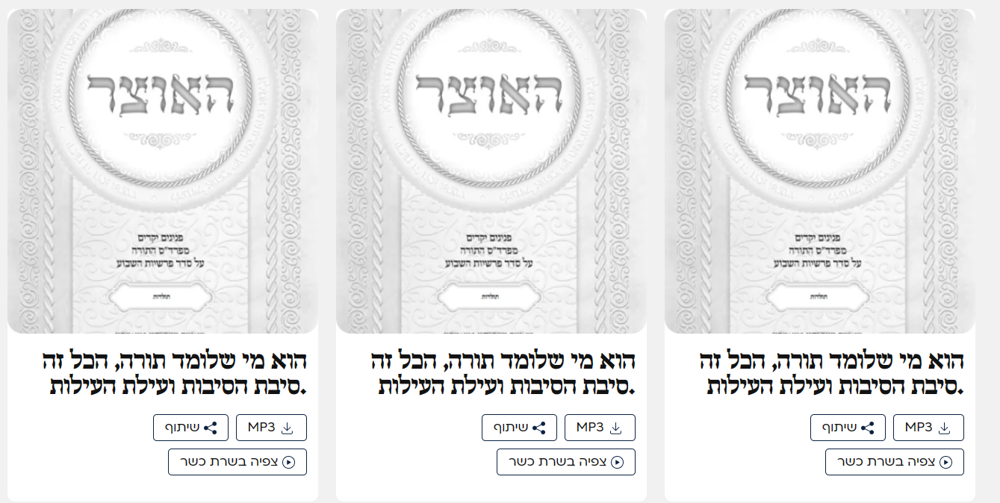 האוצר
פנינים יקרים
מפרד"ס התורה
על סדר פרשיות השבוע
תולדות
הוא מי שלומד תורה, הכל זה
סיבת הסיבות ועילת העילות.
MP3
שיתוף
צפיה בשרת כשר
האוצר
פנינים יקרים
מפרד"ס התורה
על סדר פרשיות השבוע
תולדות
הוא מי שלומד תורה, הכל זה
סיבת הסיבות ועילת העילות.
MP3
שיתוף
צפיה בשרת כשר
האוצר
פנינים יקרים
מפרד"ס התורה
על סדר פרשיות השבוע
תולדות
הוא מי שלומד תורה, הכל זה
סיבת הסיבות ועילת העילות.
MP3
שיתוף
צפיה בשרת כשר